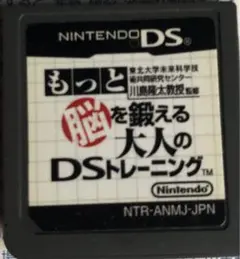 NINTENDO DS
もっと
東北大学未来科学技
術共同研究センター
川島隆太教授監修
脳を鍛える
大人の
DSトレーニング™
Nintendo
NTR-ANMJ-JPN